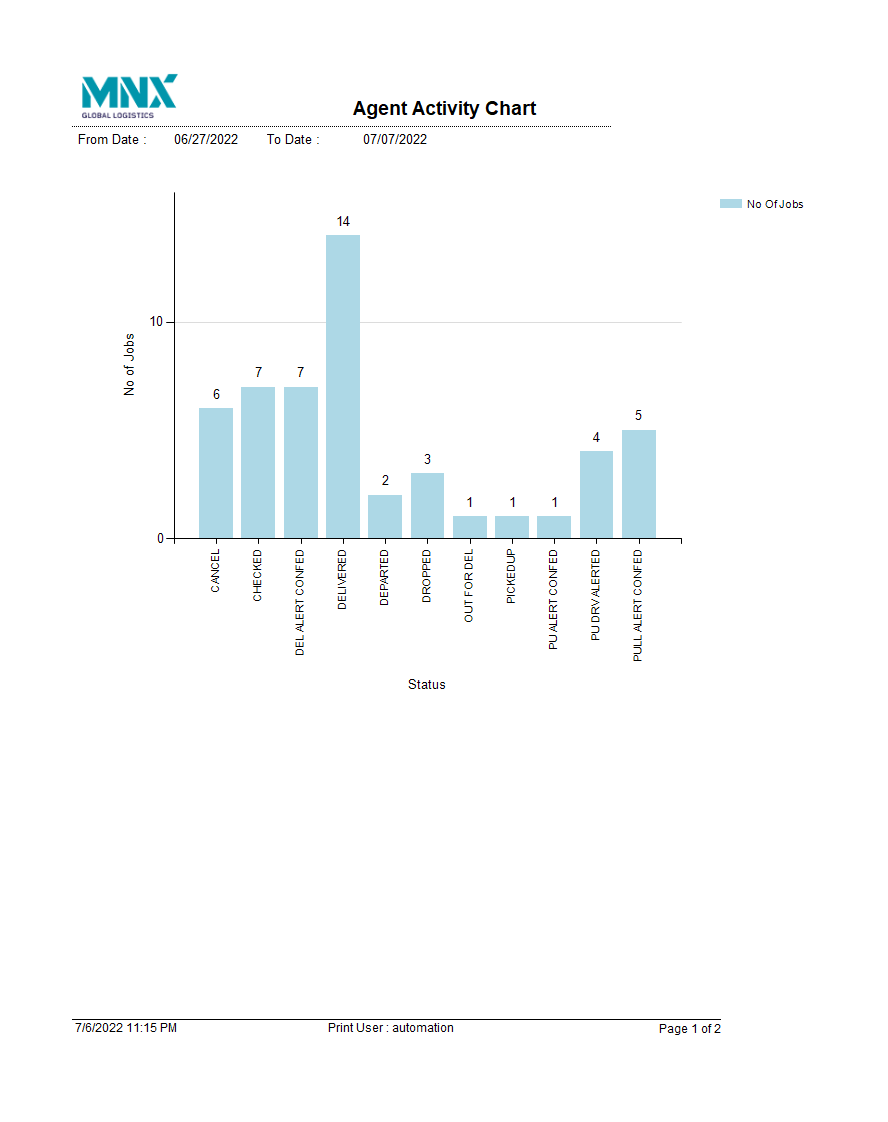 MNX
GLOBAL LOGISTICS
Agent Activity Chart
From Date : 06/27/2022 To Date : 07/07/2022
No Of Jobs
14
10
No of Jobs
7 7
6
5
4
3
2
1 1 1
0
CANCEL
CHECKED
DEL ALERT CONFED
DELIVERED
DEPARTED
DROPPED
OUT FOR DEL
PICKEDUP
PU ALERT CONFED
PU DRV ALERTED
PULL ALERT CONFED
Status
7/6/2022 11:15 PM Print User : automation Page 1 of 2